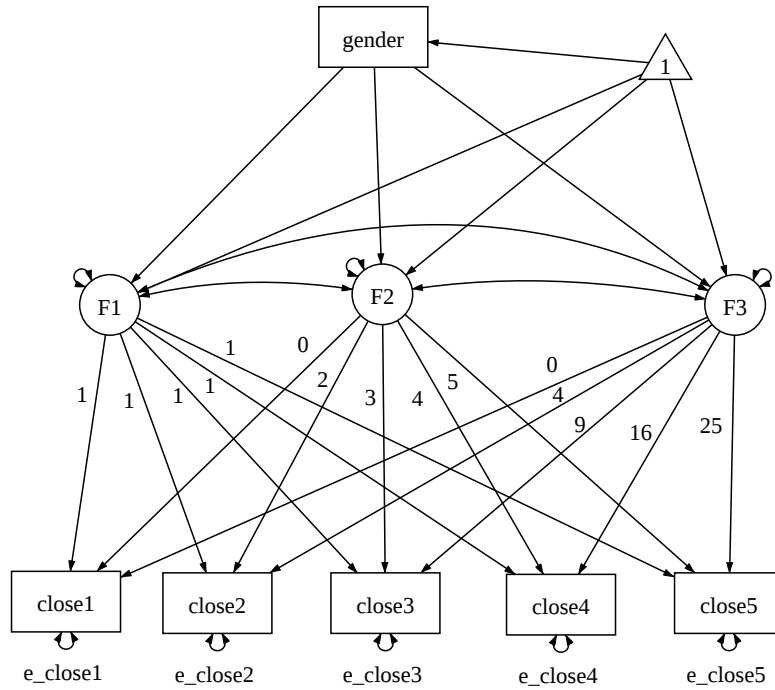 gender
1
F1
F2
F3
1
1
1
1
1
0
2
3
4
5
0
4
9
16
25
close1
close2
close3
close4
close5
e_close1
e_close2
e_close3
e_close4
e_close5